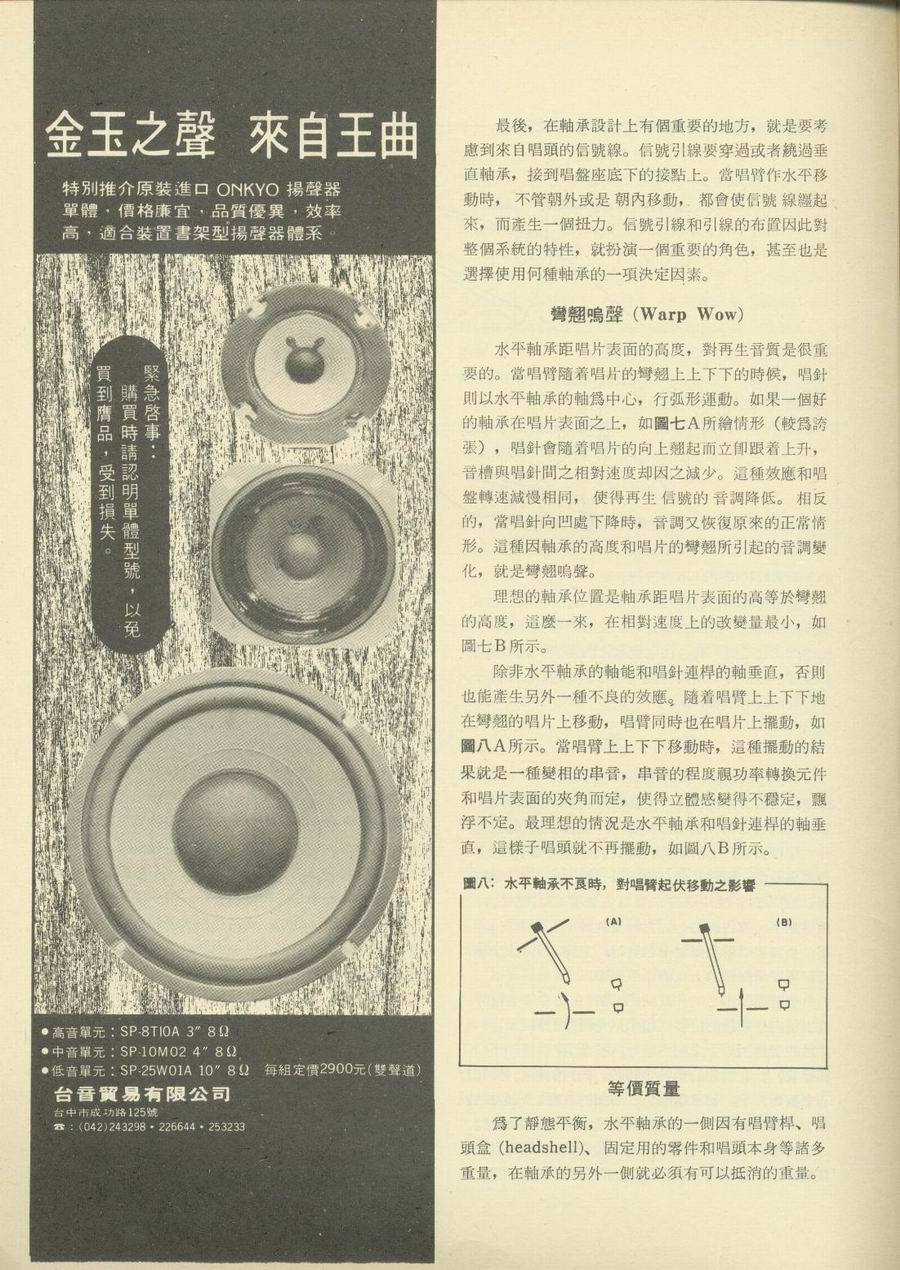 金玉之聲 來自王曲
特別推介原裝進口 ONKYO 揚聲器
單體，價格廉宜，品質優異，效率
高，適合裝置書架型揚聲器體系。
緊急啓事：
購買時請認明單體型號，以免
買到贋品，受到損失。
●高音單元：SP-8T10A 3″ 8Ω
●中音單元：SP-10M02 4″ 8Ω
●低音單元：SP-25W01A 10″ 8Ω 每組定價2900元(雙聲道)
台音貿易有限公司
台中市成功路125號
☎：(042)243298・226644・253233
最後，在軸承設計上有個重要的地方，就是要考
慮到來自唱頭的信號線。信號引線要穿過或者繞過垂
直軸承，接到唱盤座底下的接點上。當唱臂作水平移
動時，不管朝外或是朝內移動，都會使信號線纒起
來，而產生一個扭力。信號引線和引線的布置因此對
整個系統的特性，就扮演一個重要的角色，甚至也是
選擇使用何種軸承的一項決定因素。
彎翹嗚聲 (Warp Wow)
水平軸承距唱片表面的高度，對再生音質是很重
要的。當唱臂隨着唱片的彎翹上上下下的時候，唱針
則以水平軸承的軸爲中心，行弧形運動。如果一個好
的軸承在唱片表面之上，如圖七A所繪情形（較爲誇
張），唱針會隨着唱片的向上翹起而立卽跟着上升，
音槽與唱針間之相對速度却因之減少。這種效應和唱
盤轉速減慢相同，使得再生信號的音調降低。相反
的，當唱針向凹處下降時，音調又恢復原來的正常情
形。這種因軸承的高度和唱片的彎翹所引起的音調變
化，就是彎翹嗚聲。
理想的軸承位置是軸承距唱片表面的高等於彎翹
的高度，這麼一來，在相對速度上的改變量最小，如
圖七B所示。
除非水平軸承的軸能和唱針連桿的軸垂直，否則
也能產生另外一種不良的效應。隨着唱臂上上下下地
在彎翹的唱片上移動，唱臂同時也在唱片上擺動，如
圖八A所示。當唱臂上上下下移動時，這種擺動的結
果就是一種變相的串音，串音的程度視功率轉換元件
和唱片表面的夾角而定，使得立體感變得不穩定，飄
浮不定。最理想的情況是水平軸承和唱針連桿的軸垂
直，這樣子唱頭就不再擺動，如圖八B所示。
圖八：水平軸承不良時，對唱臂起伏移動之影響
(A)
(B)
等價質量
爲了靜態平衡，水平軸承的一側因有唱臂桿、唱
頭盒 (headshell)、固定用的零件和唱頭本身等諸多
重量，在軸承的另外一側就必須有可以抵消的重量。